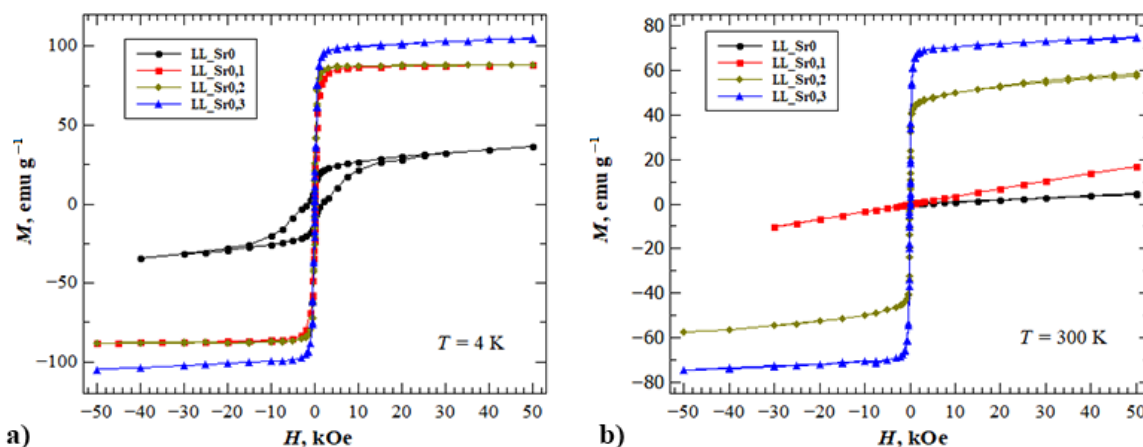 LL_Sr0
LL_Sr0,1
LL_Sr0,2
LL_Sr0,3
100
50
0
−50
−100
M, emu g⁻¹
T = 4 K
−50 −40 −30 −20 −10 0 10 20 30 40 50
H, kOe
a)
LL_Sr0
LL_Sr0,1
LL_Sr0,2
LL_Sr0,3
80
60
40
20
0
−20
−40
−60
−80
M, emu g⁻¹
T = 300 K
−50 −40 −30 −20 −10 0 10 20 30 40 50
H, kOe
b)